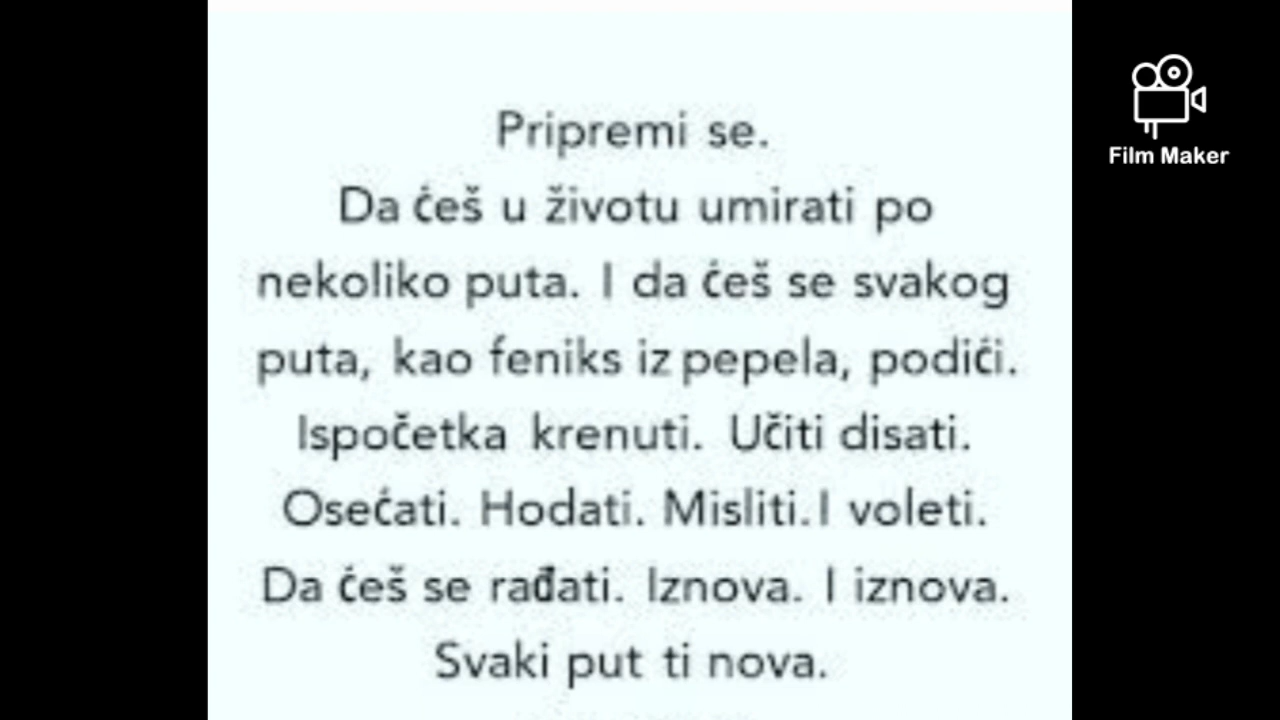 Pripremi se.
Da ćeš u životu umirati po
nekoliko puta. I da ćeš se svakog
puta, kao feniks iz pepela, podići.
Ispočetka krenuti. Učiti disati.
Osećati. Hodati. Misliti. I voleti.
Da ćeš se rađati. Iznova. I iznova.
Svaki put ti nova.
Film Maker